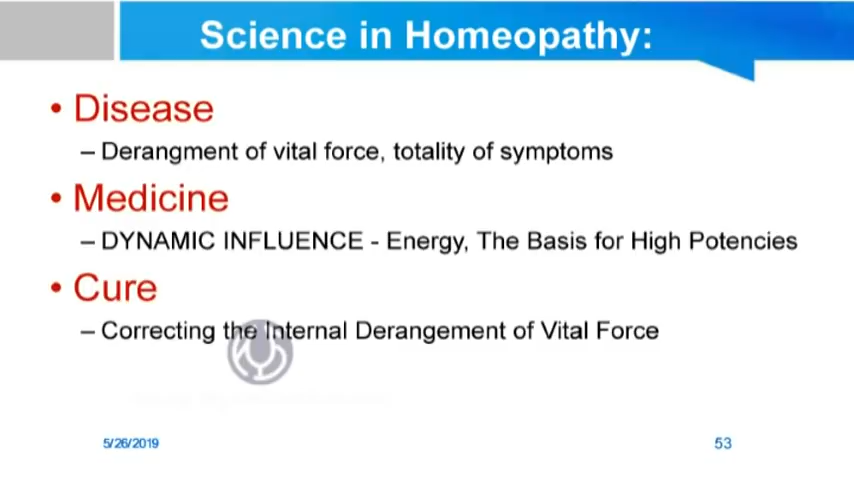 Science in Homeopathy:
• Disease
– Derangment of vital force, totality of symptoms
• Medicine
– DYNAMIC INFLUENCE - Energy, The Basis for High Potencies
• Cure
– Correcting the Internal Derangement of Vital Force
5/26/2019
53